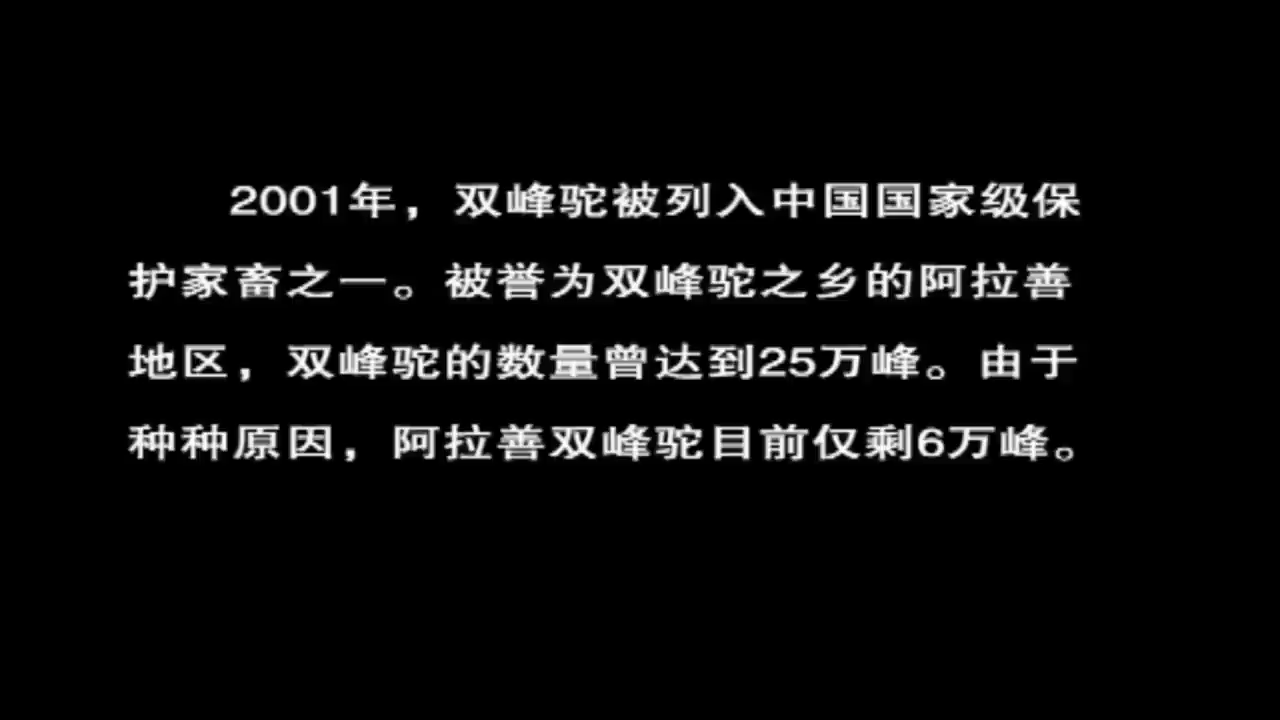 2001年，双峰驼被列入中国国家级保
护家畜之一。被誉为双峰驼之乡的阿拉善
地区，双峰驼的数量曾达到25万峰。由于
种种原因，阿拉善双峰驼目前仅剩6万峰。